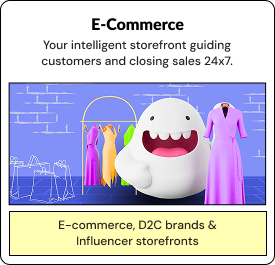 E-Commerce
Your intelligent storefront guiding
customers and closing sales 24x7.
E-commerce, D2C brands &
Influencer storefronts